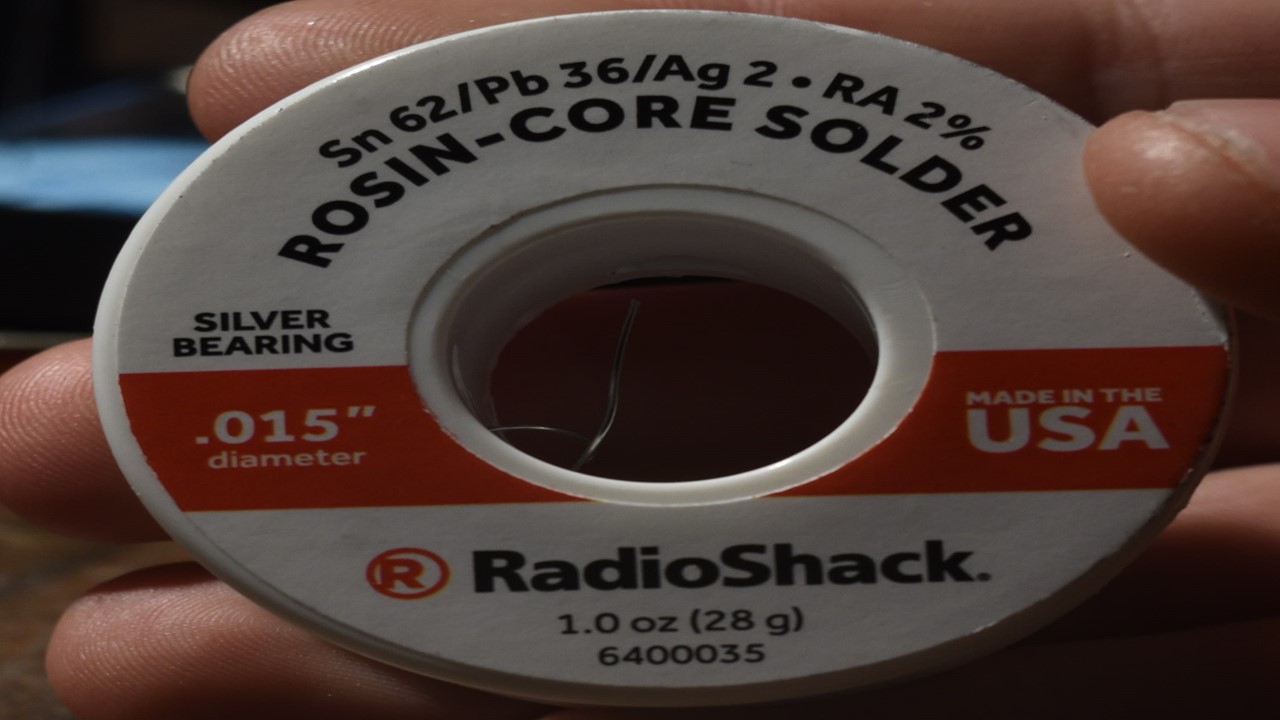 Sn 62/Pb 36/Ag 2 • RA 2%
ROSIN-CORE SOLDER
SILVER
BEARING
.015"
diameter
MADE IN THE
USA
® RadioShack.
1.0 oz (28 g)
6400035